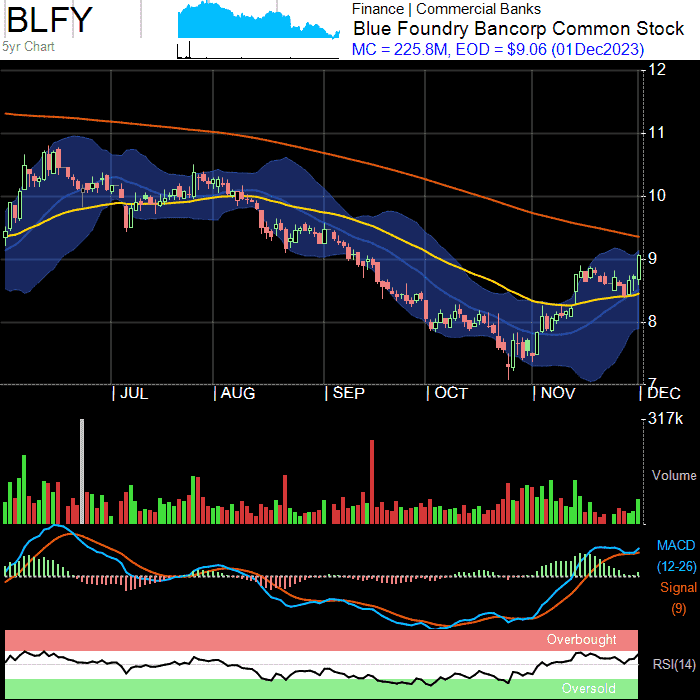 BLFY
5yr Chart
Finance | Commercial Banks
Blue Foundry Bancorp Common Stock
MC = 225.8M, EOD = $9.06 (01Dec2023)
12
11
10
9
8
7
| JUL | AUG | SEP | OCT | NOV | DEC
317k
Volume
MACD
(12-26)
Signal
(9)
Overbought
RSI(14)
Oversold